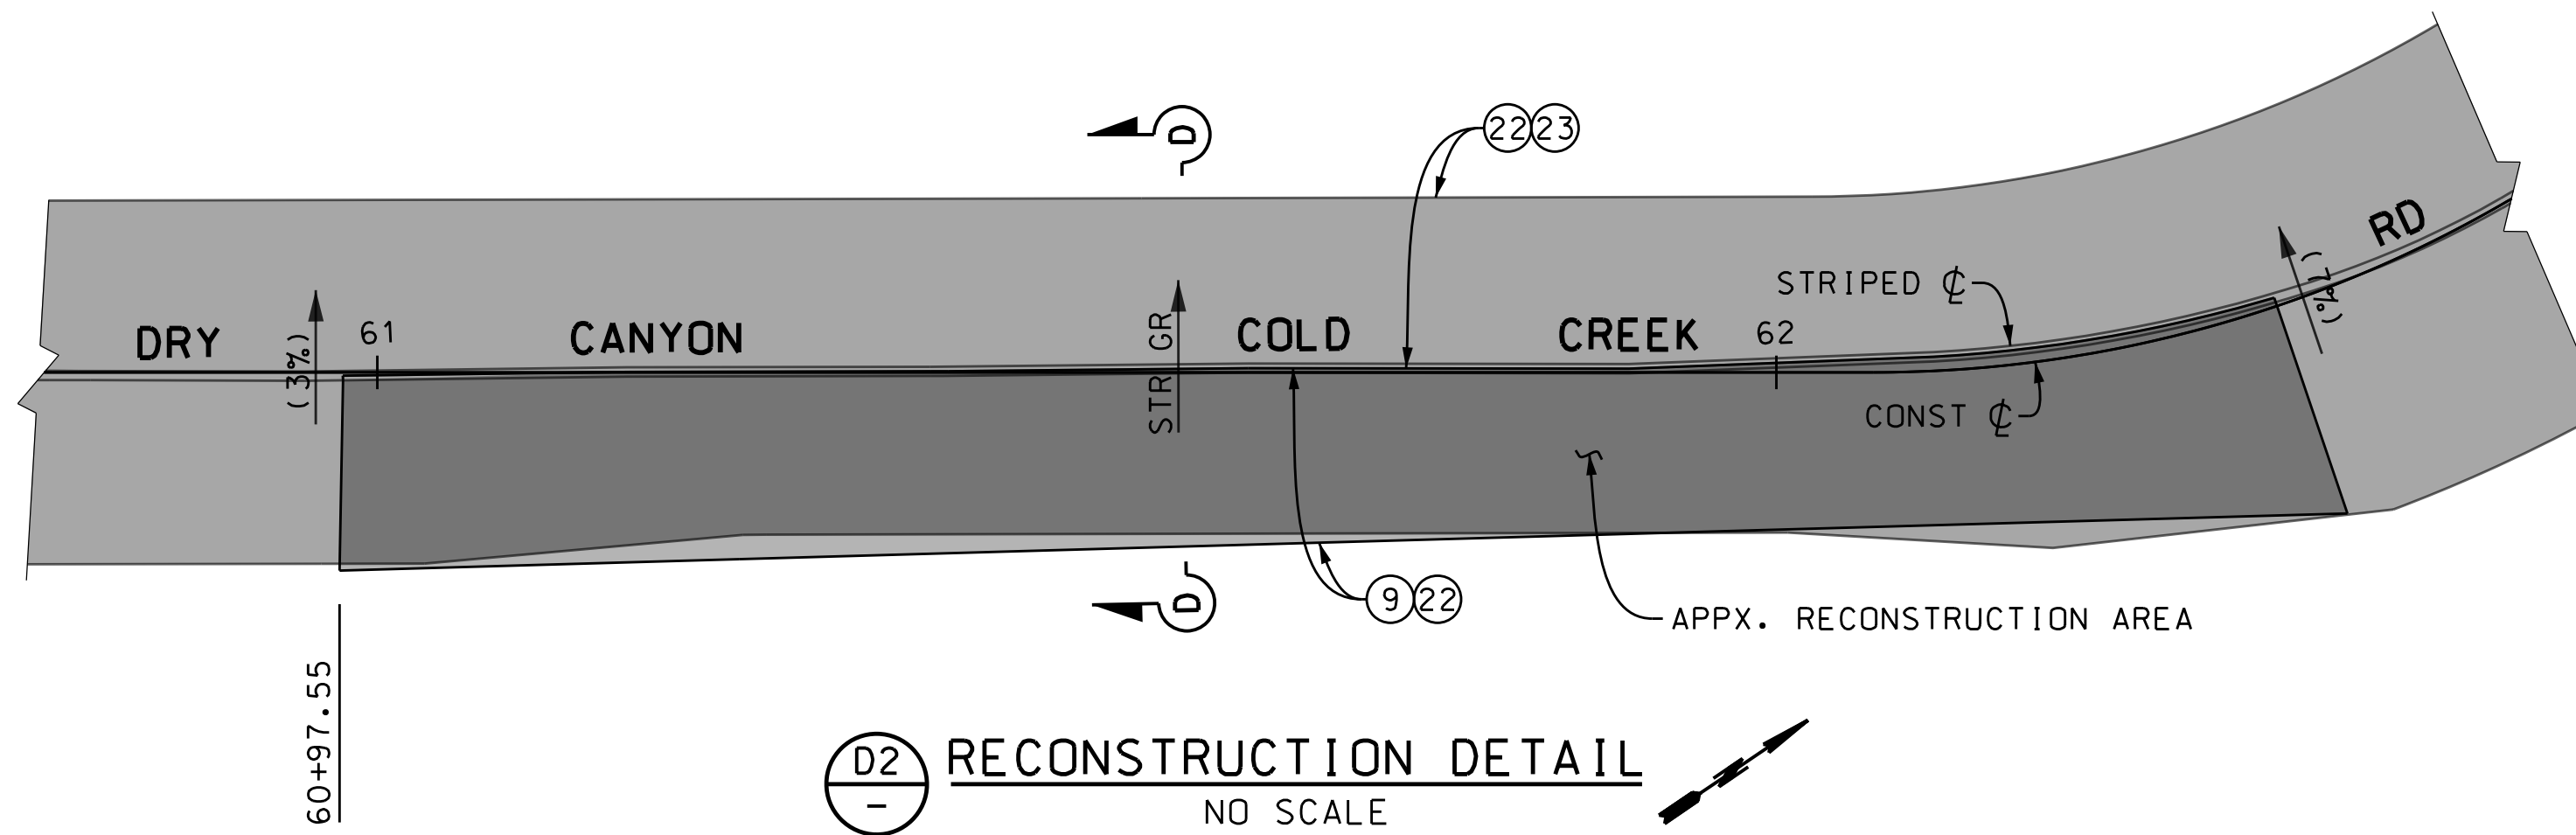 D
22 23
RD
STRIPED ℄
(7%)
DRY CANYON COLD CREEK
(3%)
61
STR GR
62
CONST ℄
D
9 22
APPX. RECONSTRUCTION AREA
60+97.55
D2
–
RECONSTRUCTION DETAIL
NO SCALE